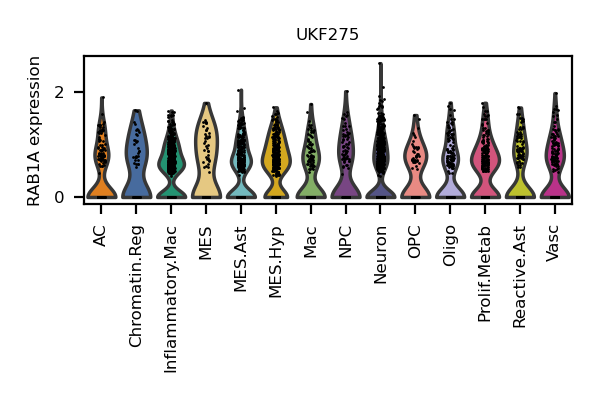 UKF275
RAB1A expression
2
0
AC
Chromatin.Reg
Inflammatory.Mac
MES
MES.Ast
MES.Hyp
Mac
NPC
Neuron
OPC
Oligo
Prolif.Metab
Reactive.Ast
Vasc